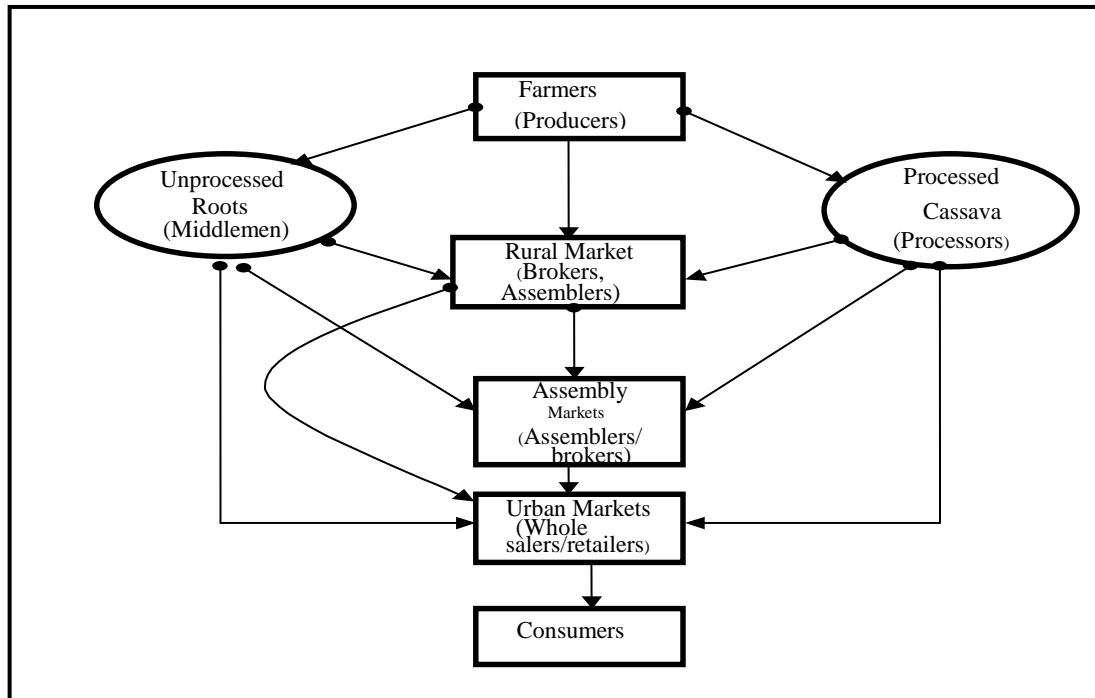 Farmers
(Producers)
Unprocessed
Roots
(Middlemen)
Processed
Cassava
(Processors)
Rural Market
(Brokers,
Assemblers)
Assembly
Markets
(Assemblers/
brokers)
Urban Markets
(Whole
salers/retailers)
Consumers